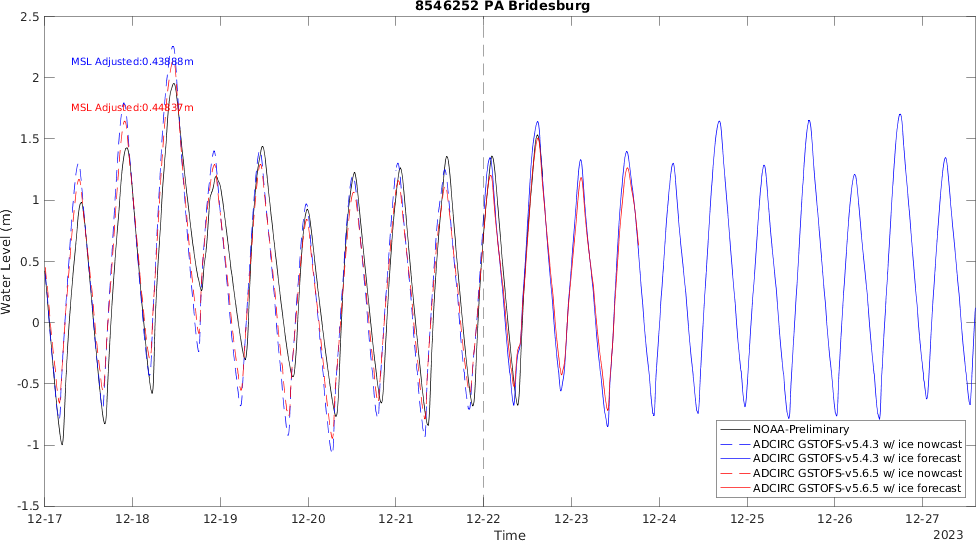 8546252 PA Bridesburg
2.5
2
1.5
1
0.5
0
-0.5
-1
-1.5
Water Level (m)
MSL Adjusted:0.43888m
MSL Adjusted:0.44837m
NOAA-Preliminary
ADCIRC GSTOFS-v5.4.3 w/ ice nowcast
ADCIRC GSTOFS-v5.4.3 w/ ice forecast
ADCIRC GSTOFS-v5.6.5 w/ ice nowcast
ADCIRC GSTOFS-v5.6.5 w/ ice forecast
12-17 12-18 12-19 12-20 12-21 12-22 12-23 12-24 12-25 12-26 12-27
Time
2023